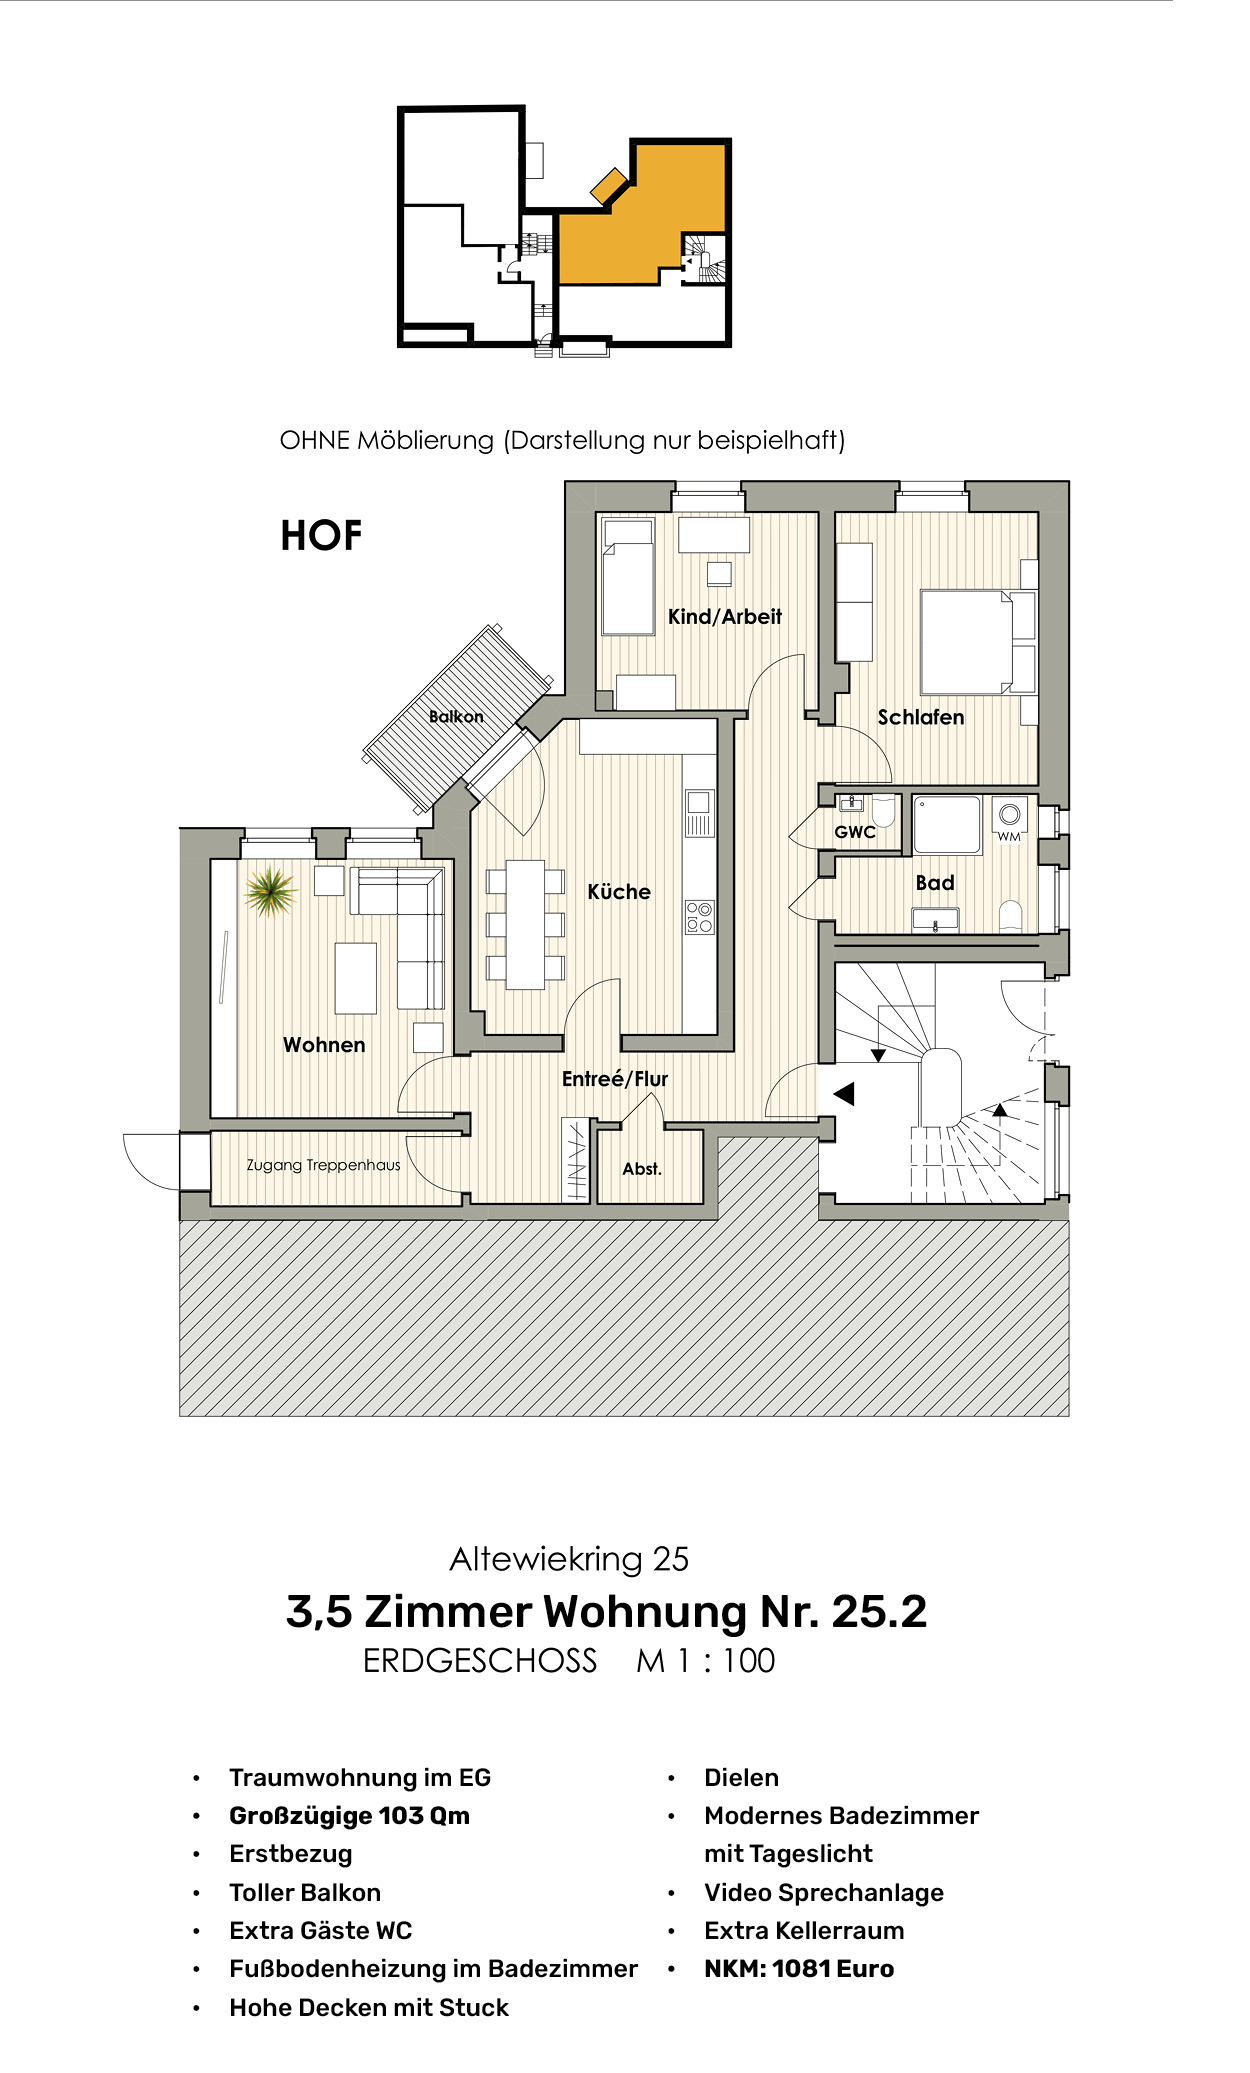 OHNE Möblierung (Darstellung nur beispielhaft)
HOF
Kind/Arbeit
Balkon
Schlafen
GWC
WM
Bad
Küche
Wohnen
Entreé/Flur
Zugang Treppenhaus
Abst.
Altewiekring 25
3,5 Zimmer Wohnung Nr. 25.2
ERDGESCHOSS M 1 : 100
• Traumwohnung im EG
• Großzügige 103 Qm
• Erstbezug
• Toller Balkon
• Extra Gäste WC
• Fußbodenheizung im Badezimmer
• Hohe Decken mit Stuck
• Dielen
• Modernes Badezimmer
mit Tageslicht
• Video Sprechanlage
• Extra Kellerraum
• NKM: 1081 Euro